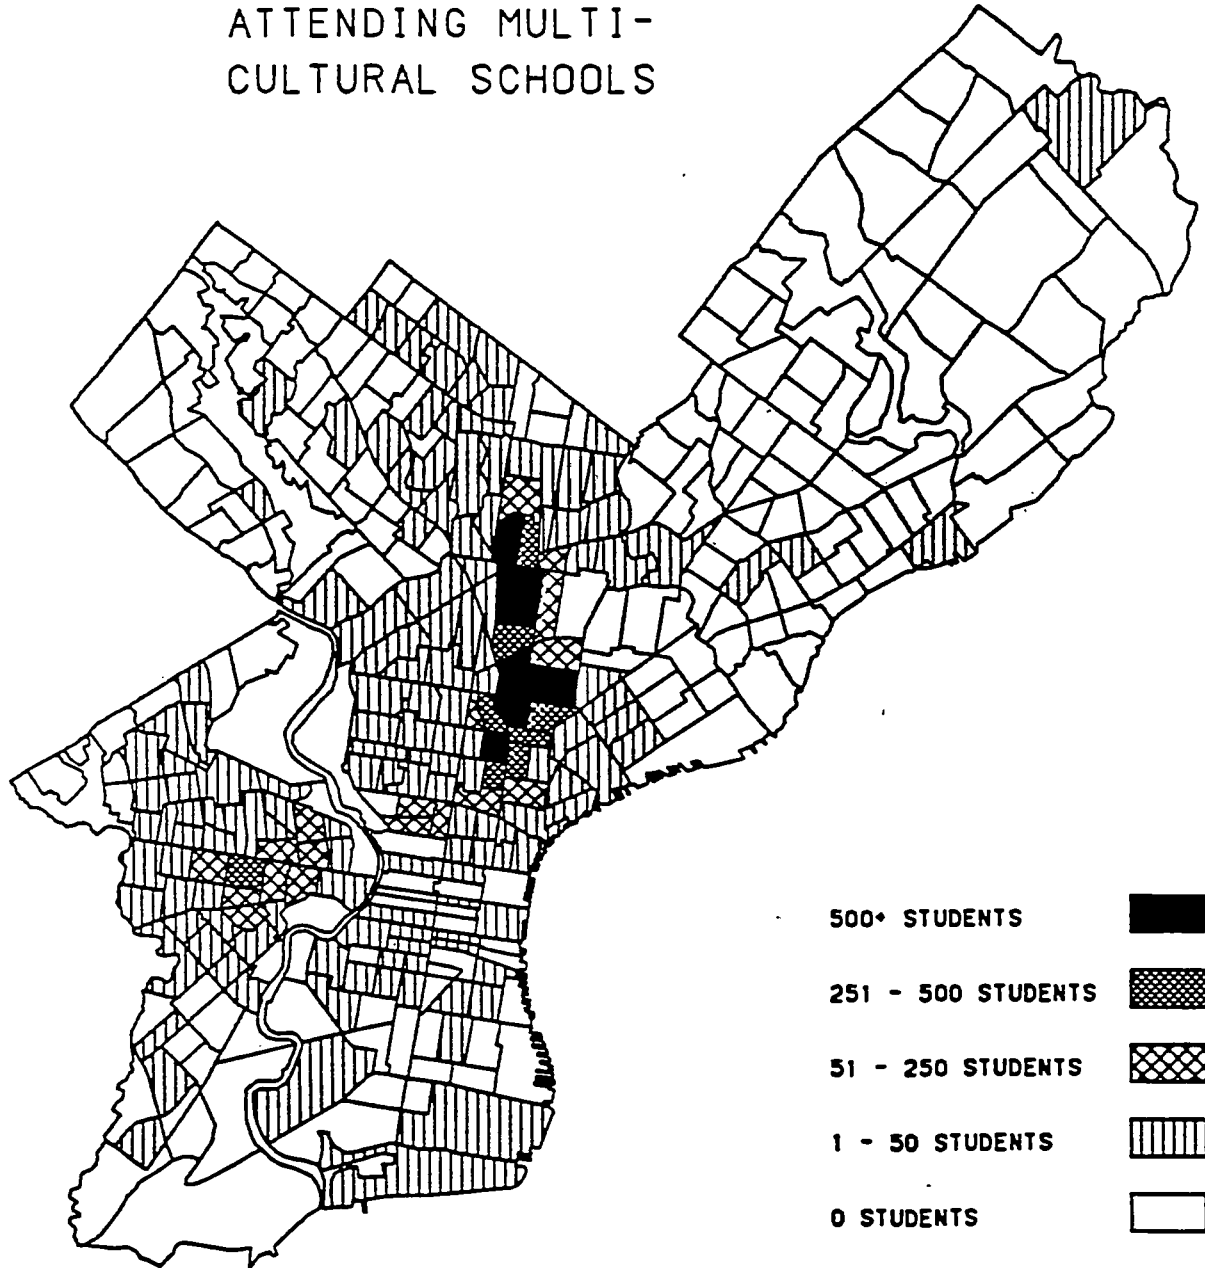 ATTENDING MULTI-
CULTURAL SCHOOLS
500+ STUDENTS
251 - 500 STUDENTS
51 - 250 STUDENTS
1 - 50 STUDENTS
0 STUDENTS